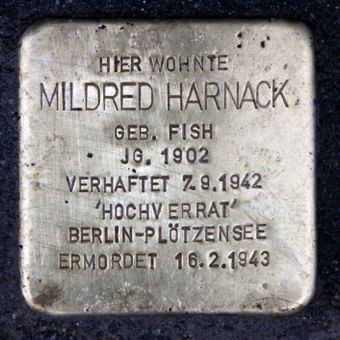 HIER WOHNTE
MILDRED HARNACK
GEB. FISH
JG. 1902
VERHAFTET 7.9.1942
'HOCHVERRAT'
BERLIN-PLÖTZENSEE
ERMORDET 16.2.1943